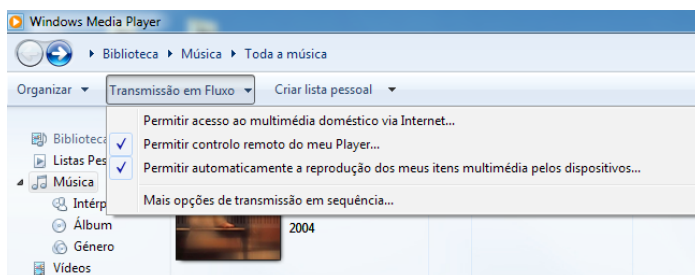 Windows Media Player
Biblioteca Música Toda a música
Organizar Transmissão em Fluxo Criar lista pessoal
Permitir acesso ao multimédia doméstico via Internet...
Permitir controlo remoto do meu Player...
Permitir automaticamente a reprodução dos meus itens multimédia pelos dispositivos...
Mais opções de transmissão em sequência...
Biblioteca
Listas Pes
Música
Intérp
Álbum
Género
Vídeos
2004